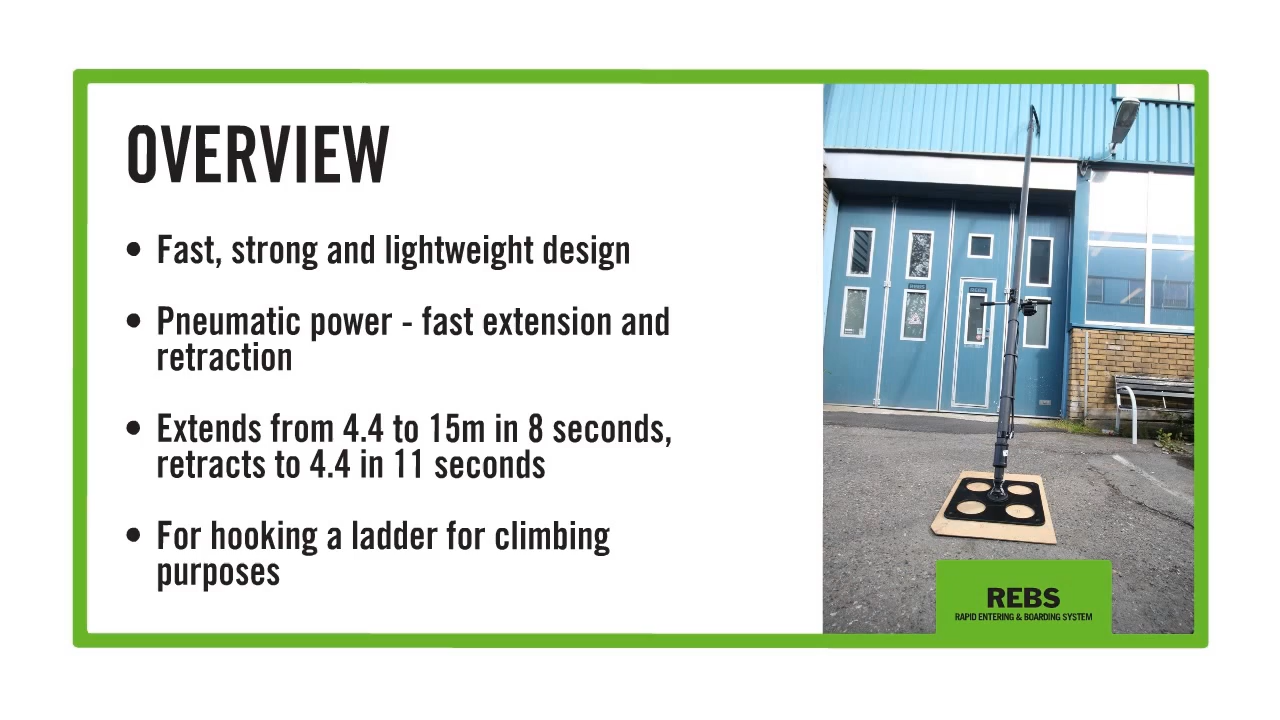 OVERVIEW
• Fast, strong and lightweight design
• Pneumatic power - fast extension and
retraction
• Extends from 4.4 to 15m in 8 seconds,
retracts to 4.4 in 11 seconds
• For hooking a ladder for climbing
purposes
REBS
RAPID ENTERING & BOARDING SYSTEM